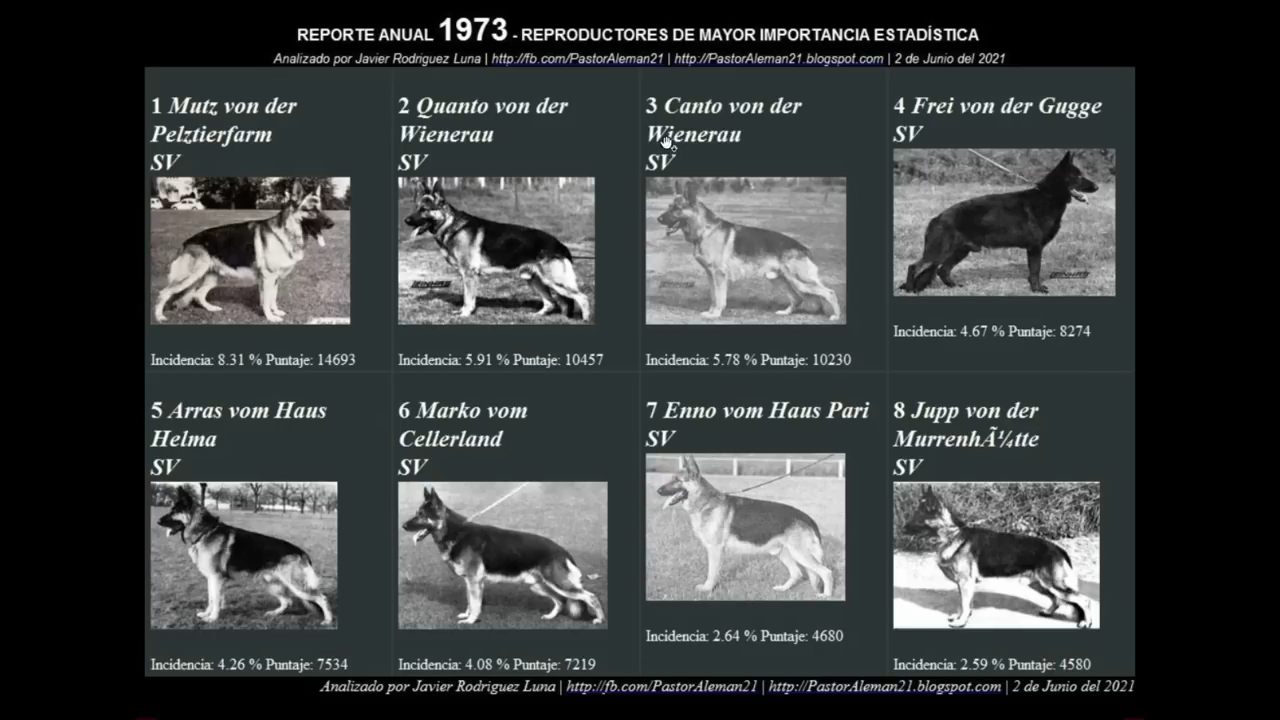 REPORTE ANUAL 1973 - REPRODUCTORES DE MAYOR IMPORTANCIA ESTADÍSTICA
Analizado por Javier Rodriguez Luna | http://fb.com/PastorAleman21 | http://PastorAleman21.blogspot.com | 2 de Junio del 2021
1 Mutz von der
Pelztierfarm
SV
Incidencia: 8.31 % Puntaje: 14693
2 Quanto von der
Wienerau
SV
Incidencia: 5.91 % Puntaje: 10457
3 Canto von der
Wienerau
SV
Incidencia: 5.78 % Puntaje: 10230
4 Frei von der Gugge
SV
Incidencia: 4.67 % Puntaje: 8274
5 Arras vom Haus
Helma
SV
Incidencia: 4.26 % Puntaje: 7534
6 Marko vom
Cellerland
SV
Incidencia: 4.08 % Puntaje: 7219
7 Enno vom Haus Pari
SV
Incidencia: 2.64 % Puntaje: 4680
8 Jupp von der
MurrenhÃ¼tte
SV
Incidencia: 2.59 % Puntaje: 4580
Analizado por Javier Rodriguez Luna | http://fb.com/PastorAleman21 | http://PastorAleman21.blogspot.com | 2 de Junio del 2021